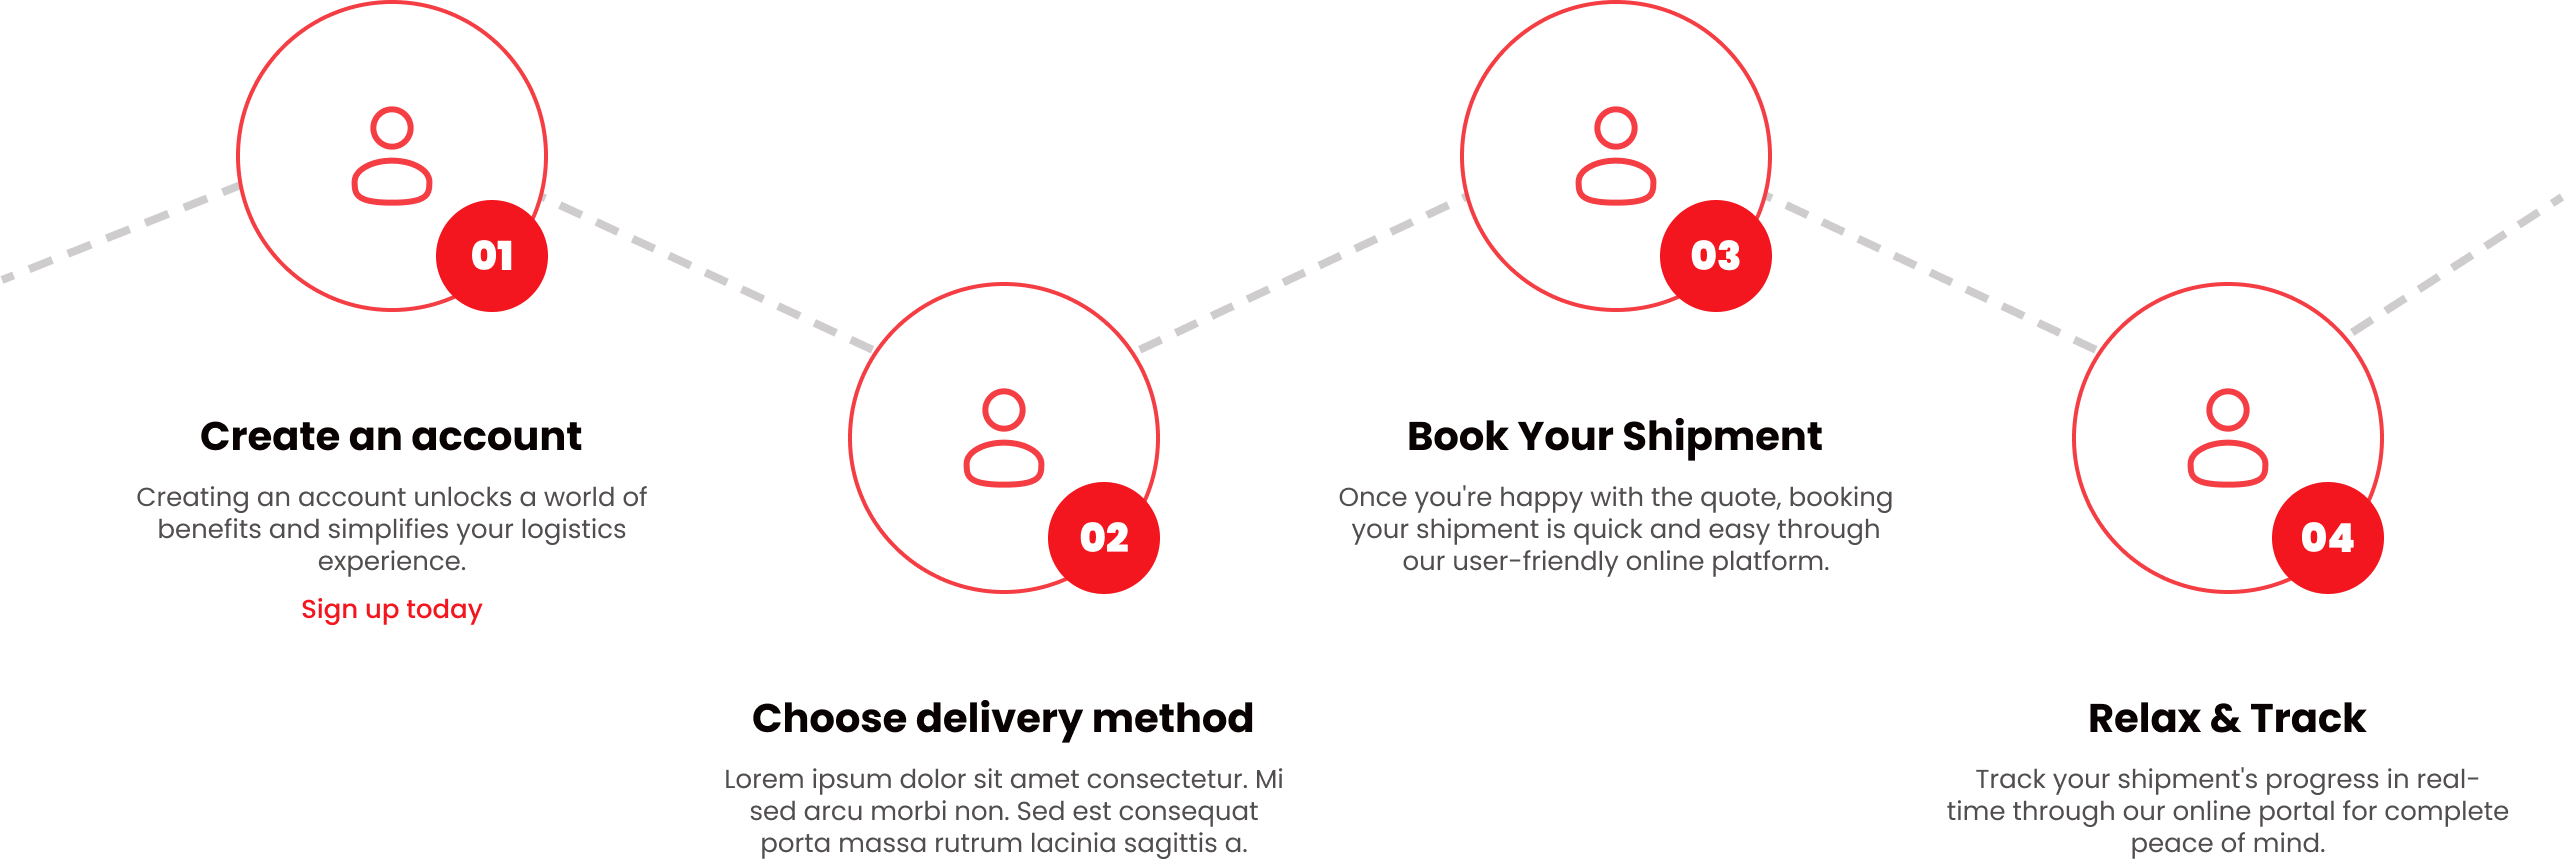 01
Create an account
Creating an account unlocks a world of
benefits and simplifies your logistics
experience.
Sign up today
02
Choose delivery method
Lorem ipsum dolor sit amet consectetur. Mi
sed arcu morbi non. Sed est consequat
porta massa rutrum lacinia sagittis a.
03
Book Your Shipment
Once you're happy with the quote, booking
your shipment is quick and easy through
our user-friendly online platform.
04
Relax & Track
Track your shipment's progress in real-
time through our online portal for complete
peace of mind.